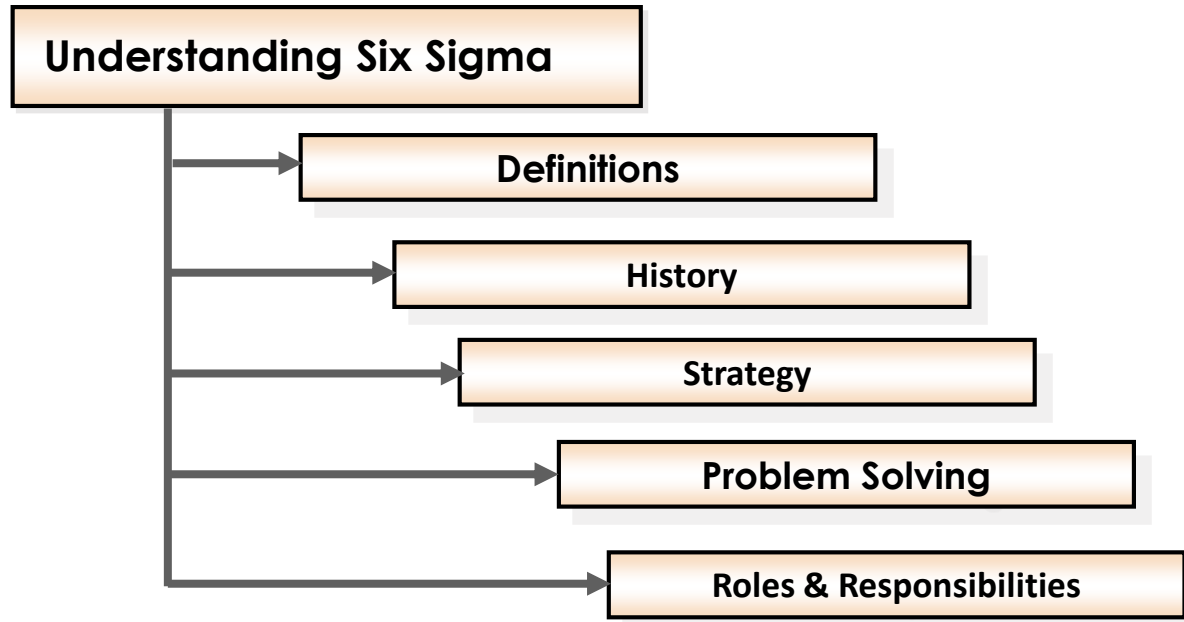 Understanding Six Sigma
Definitions
History
Strategy
Problem Solving
Roles & Responsibilities